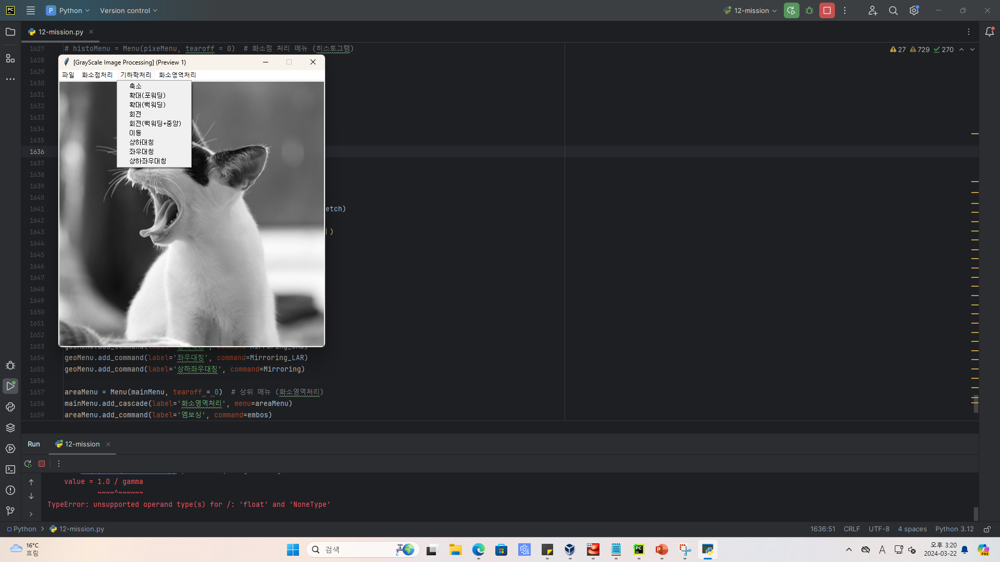 PC
P Python
Version control
12-mission
12-mission.py
1627 # histoMenu = Menu(pixeMenu, tearoff = 0)  # 화소점 처리 메뉴 (히스토그램)
27 729 270
1628
[GrayScale Image Processing] (Preview 1)
1629
파일 화소점처리 기하학처리 화소영역처리
1630
축소
1631
확대(포워딩)
1632
확대(백워딩)
1633
회전
1634
회전(백워딩+중앙)
1635
이동
상하대칭
1636
좌우대칭
1637
상하좌우대칭
1638
1639
1640
1641 etch)
1642
1643 )
1644
1645
1646
1647
1648
1649
1650
1651
1652
1653
1654 geoMenu.add_command(label='좌우대칭', command=Mirroring_LAR)
1655 geoMenu.add_command(label='상하좌우대칭', command=Mirroring)
1656
1657 areaMenu = Menu(mainMenu, tearoff = 0)  # 상위 메뉴 (화소영역처리)
1658 mainMenu.add_cascade(label='화소영역처리', menu=areaMenu)
1659 areaMenu.add_command(label='엠보싱', command=embos)
Run 12-mission
value = 1.0 / gamma
~~~~^~~~~~~
TypeError: unsupported operand type(s) for /: 'float' and 'NoneType'
Python > 12-mission.py
1636:51 CRLF UTF-8 4 spaces Python 3.12
16°C
흐림
검색
64
PC
P
A
오후 3:20
2024-03-22
PRE